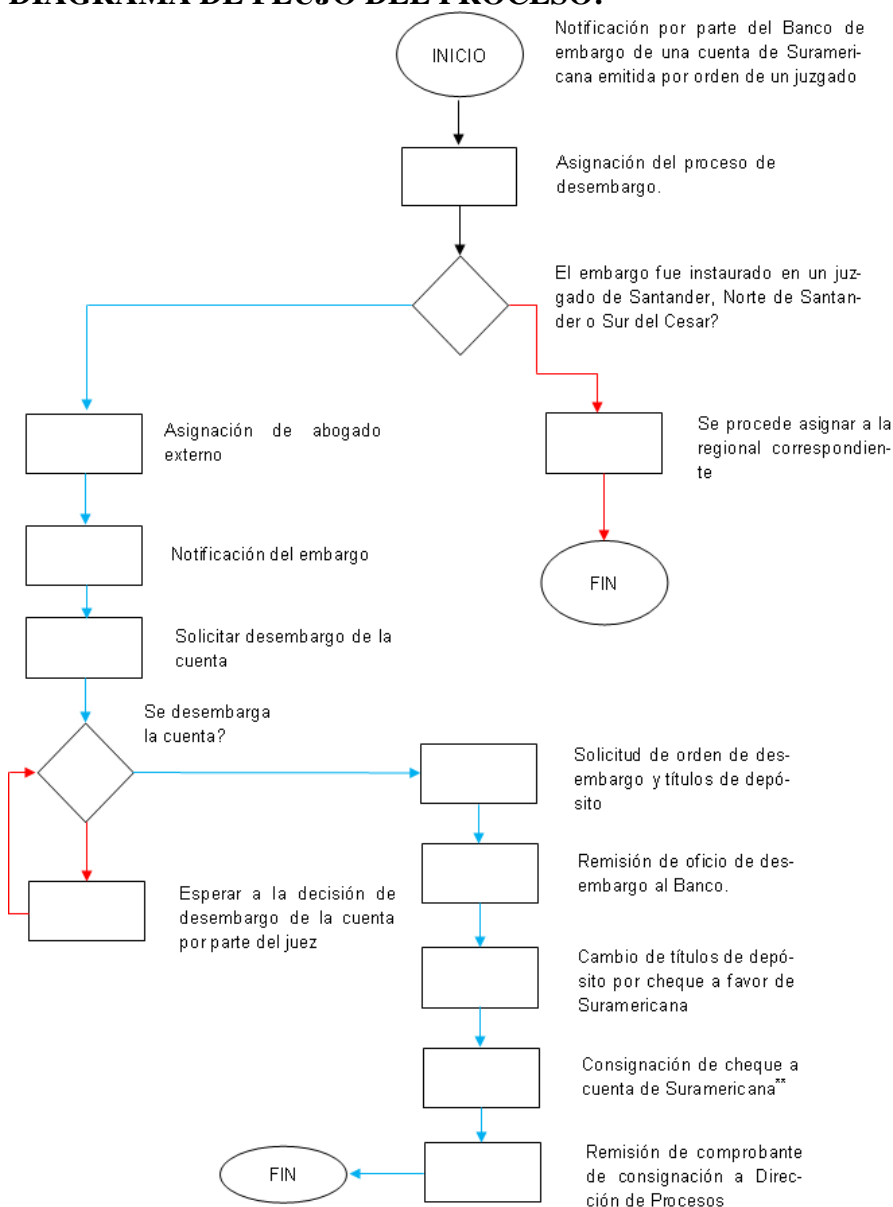 DIAGRAMA DE FLUJO DEL PROCESO:
INICIO
Notificación por parte del Banco de
embargo de una cuenta de Surameri-
cana emitida por orden de un juzgado
Asignación del proceso de
desembargo.
El embargo fue instaurado en un juz-
gado de Santander, Norte de Santan-
der o Sur del Cesar?
Asignación de abogado
externo
Se procede asignar a la
regional correspondien-
te
Notificación del embargo
FIN
Solicitar desembargo de la
cuenta
Se desembarga
la cuenta?
Solicitud de orden de des-
embargo y títulos de depó-
sito
Remisión de oficio de des-
embargo al Banco.
Esperar a la decisión de
desembargo de la cuenta
por parte del juez
Cambio de títulos de depó-
sito por cheque a favor de
Suramericana
Consignación de cheque a
cuenta de Suramericana**
Remisión de comprobante
de consignación a Direc-
ción de Procesos
FIN